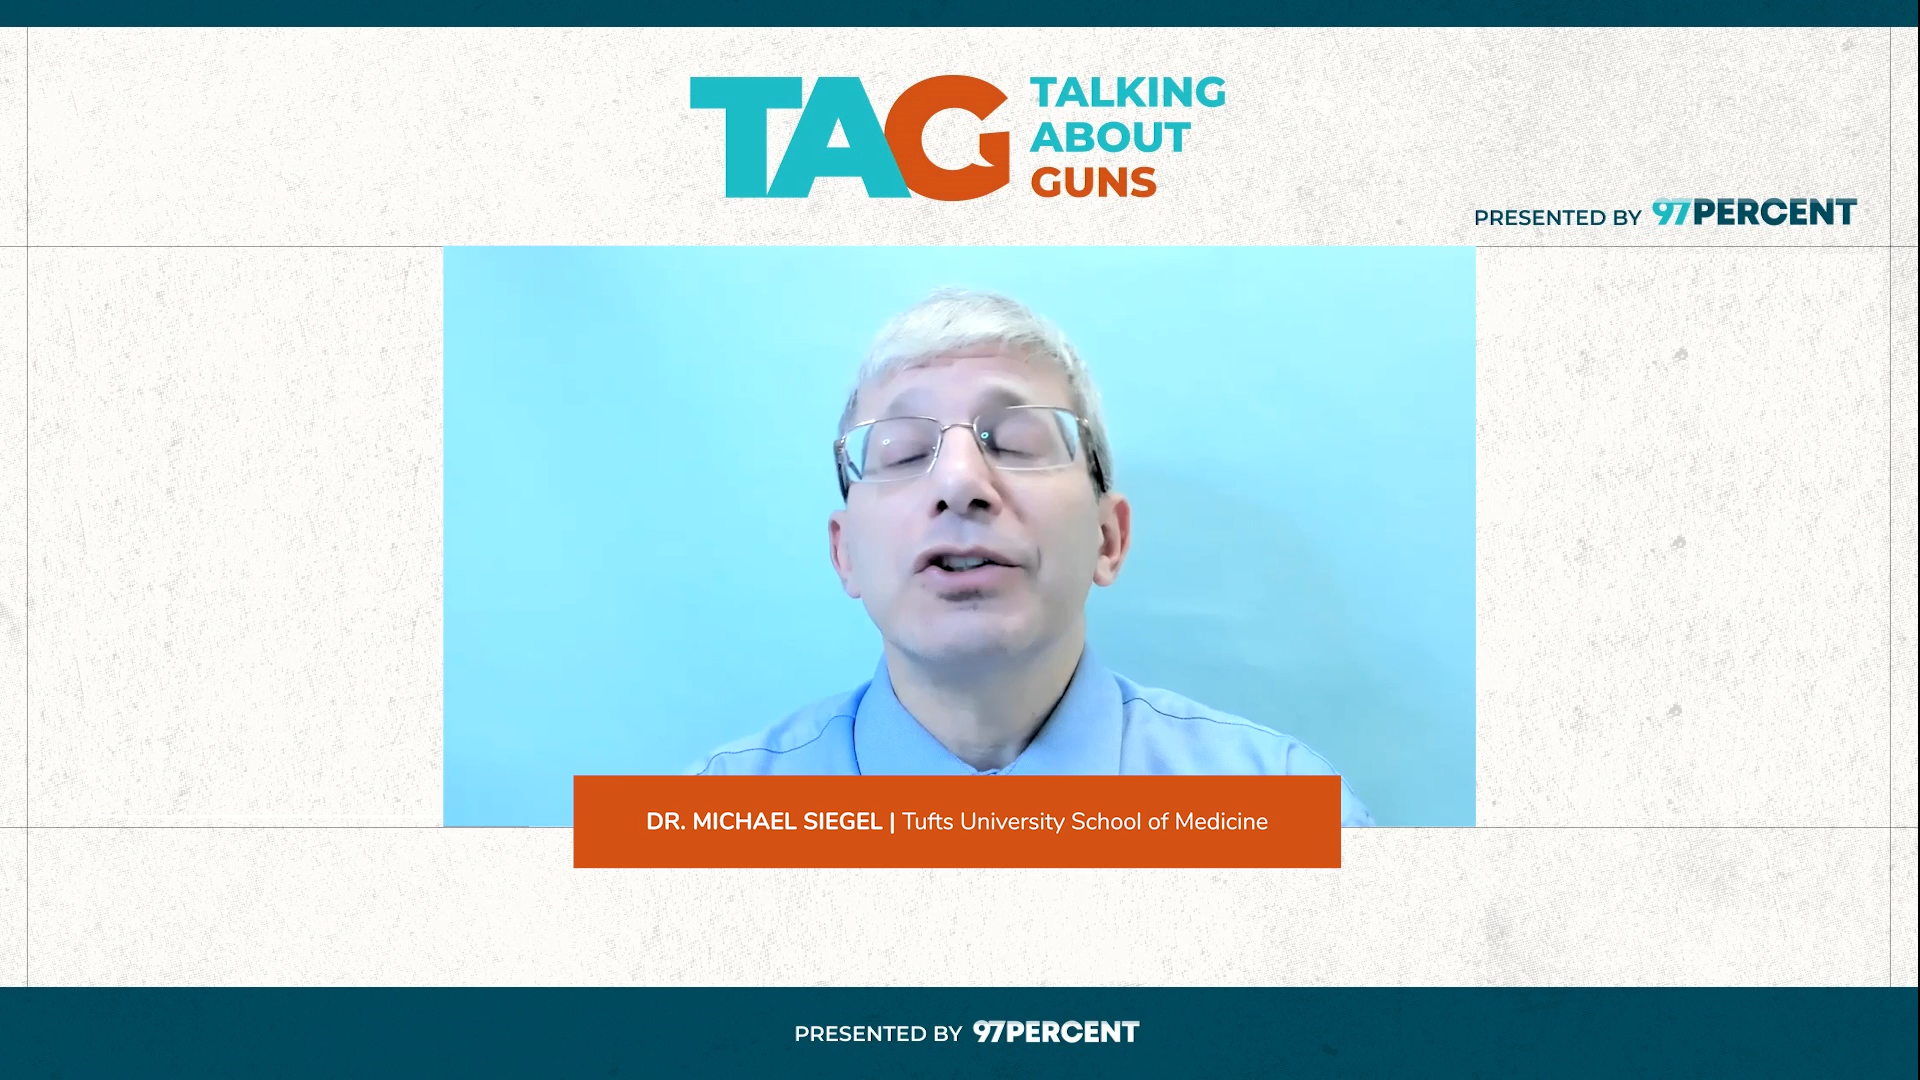 TAG
TALKING
ABOUT
GUNS
PRESENTED BY 97PERCENT
DR. MICHAEL SIEGEL | Tufts University School of Medicine
PRESENTED BY 97PERCENT